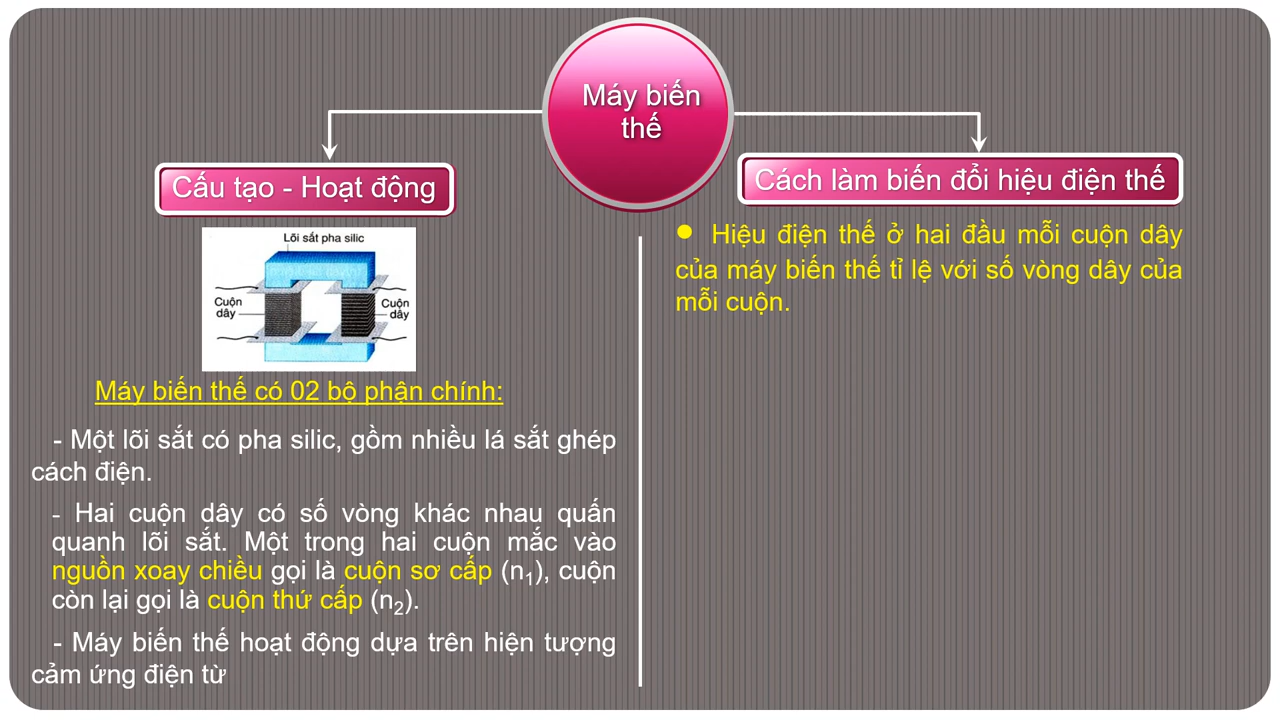 Máy biến
thế
Cấu tạo - Hoạt động
Lõi sắt pha silic
Cuộn
dây
Cuộn
dây
Máy biến thế có 02 bộ phận chính:
- Một lõi sắt có pha silic, gồm nhiều lá sắt ghép
cách điện.
- Hai cuộn dây có số vòng khác nhau quấn
quanh lõi sắt. Một trong hai cuộn mắc vào
nguồn xoay chiều gọi là cuộn sơ cấp (n₁), cuộn
còn lại gọi là cuộn thứ cấp (n₂).
- Máy biến thế hoạt động dựa trên hiện tượng
cảm ứng điện từ
Cách làm biến đổi hiệu điện thế
● Hiệu điện thế ở hai đầu mỗi cuộn dây
của máy biến thế tỉ lệ với số vòng dây của
mỗi cuộn.